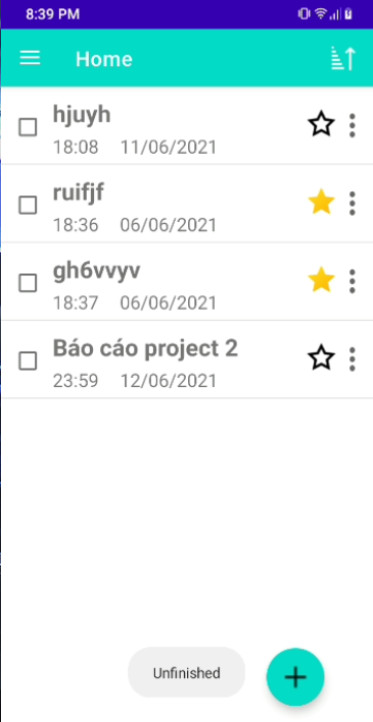 8:39 PM
Home
hjuyh
18:08 11/06/2021
ruifjf
18:36 06/06/2021
gh6vvyv
18:37 06/06/2021
Báo cáo project 2
23:59 12/06/2021
Unfinished